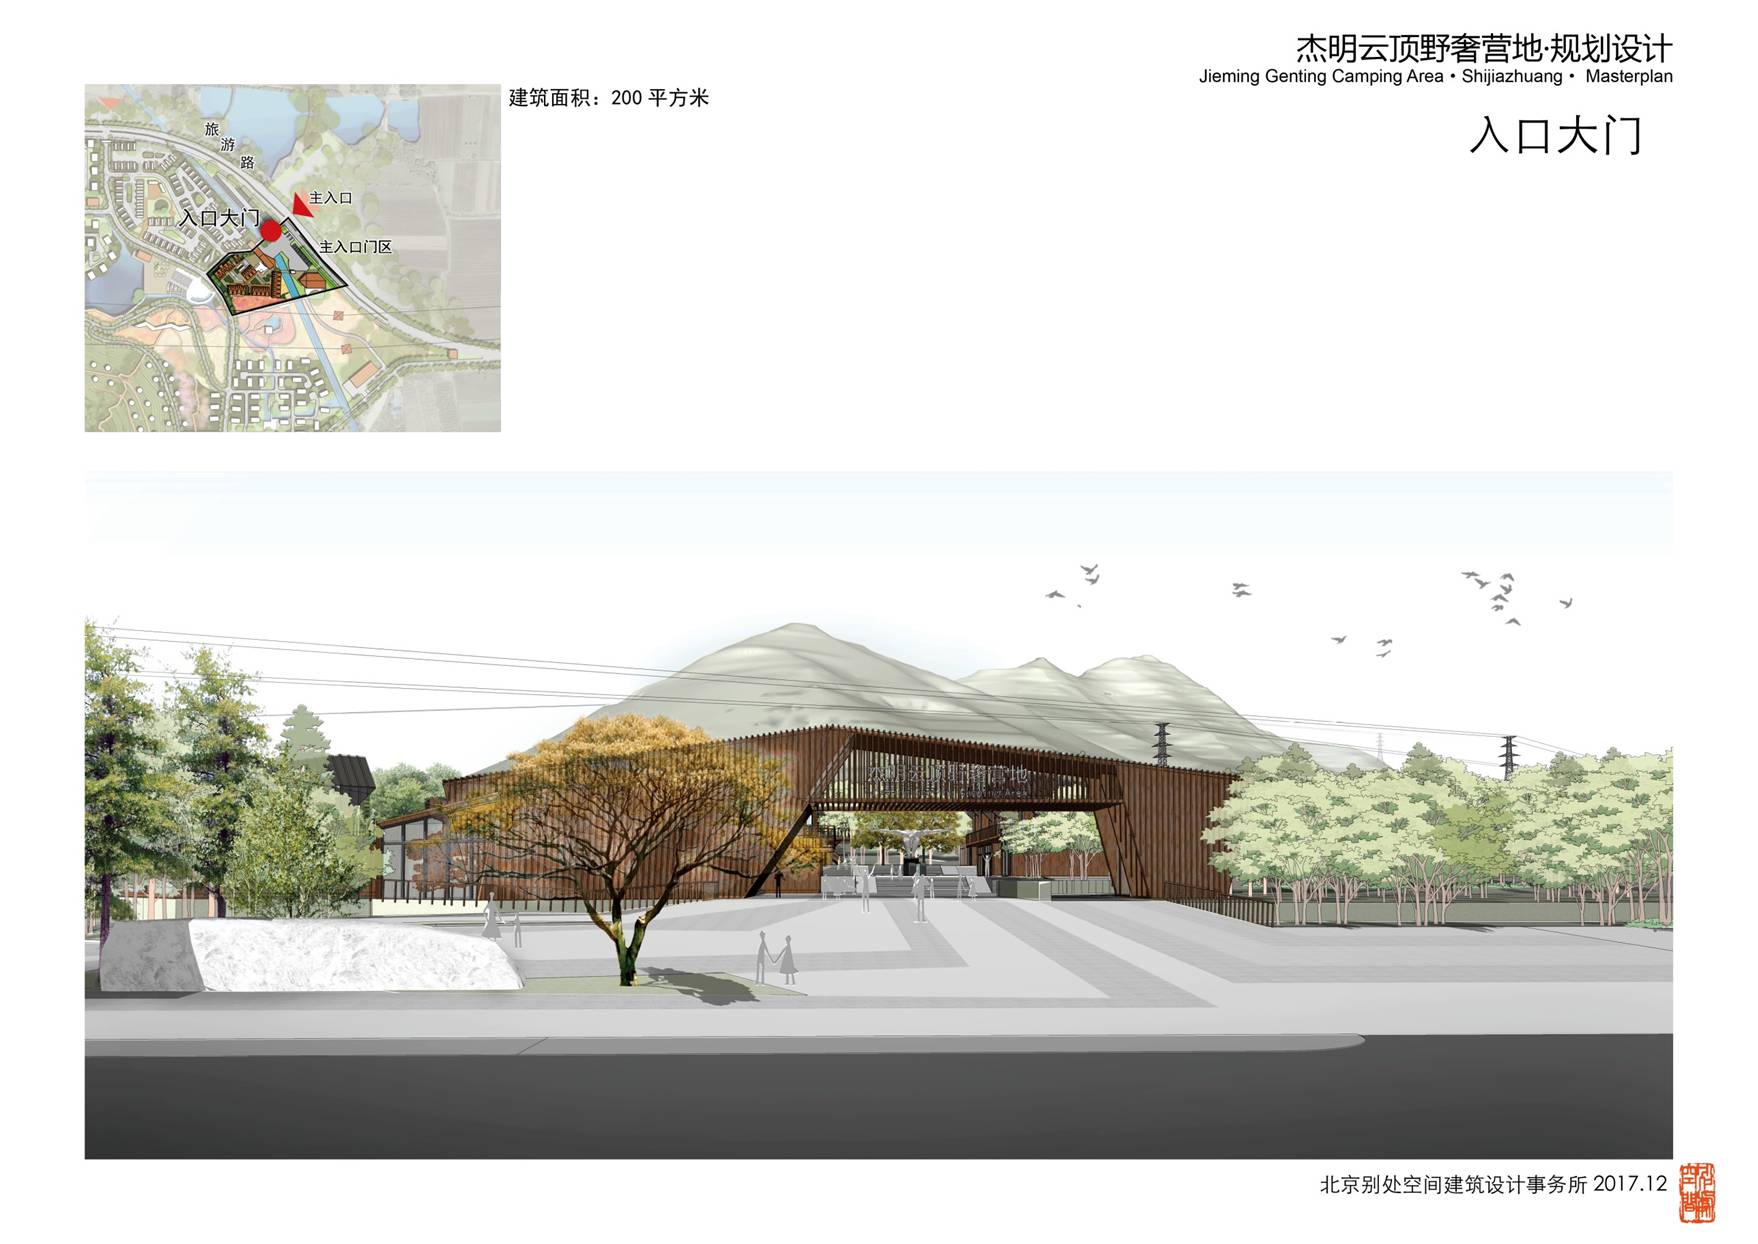 杰明云顶野奢营地·规划设计
Jieming Genting Camping Area • Shijiazhuang • Masterplan
入口大门
建筑面积：200 平方米
旅游路
主入口
入口大门
主入口门区
杰明云顶野奢营地
北京别处空间建筑设计事务所 2017.12